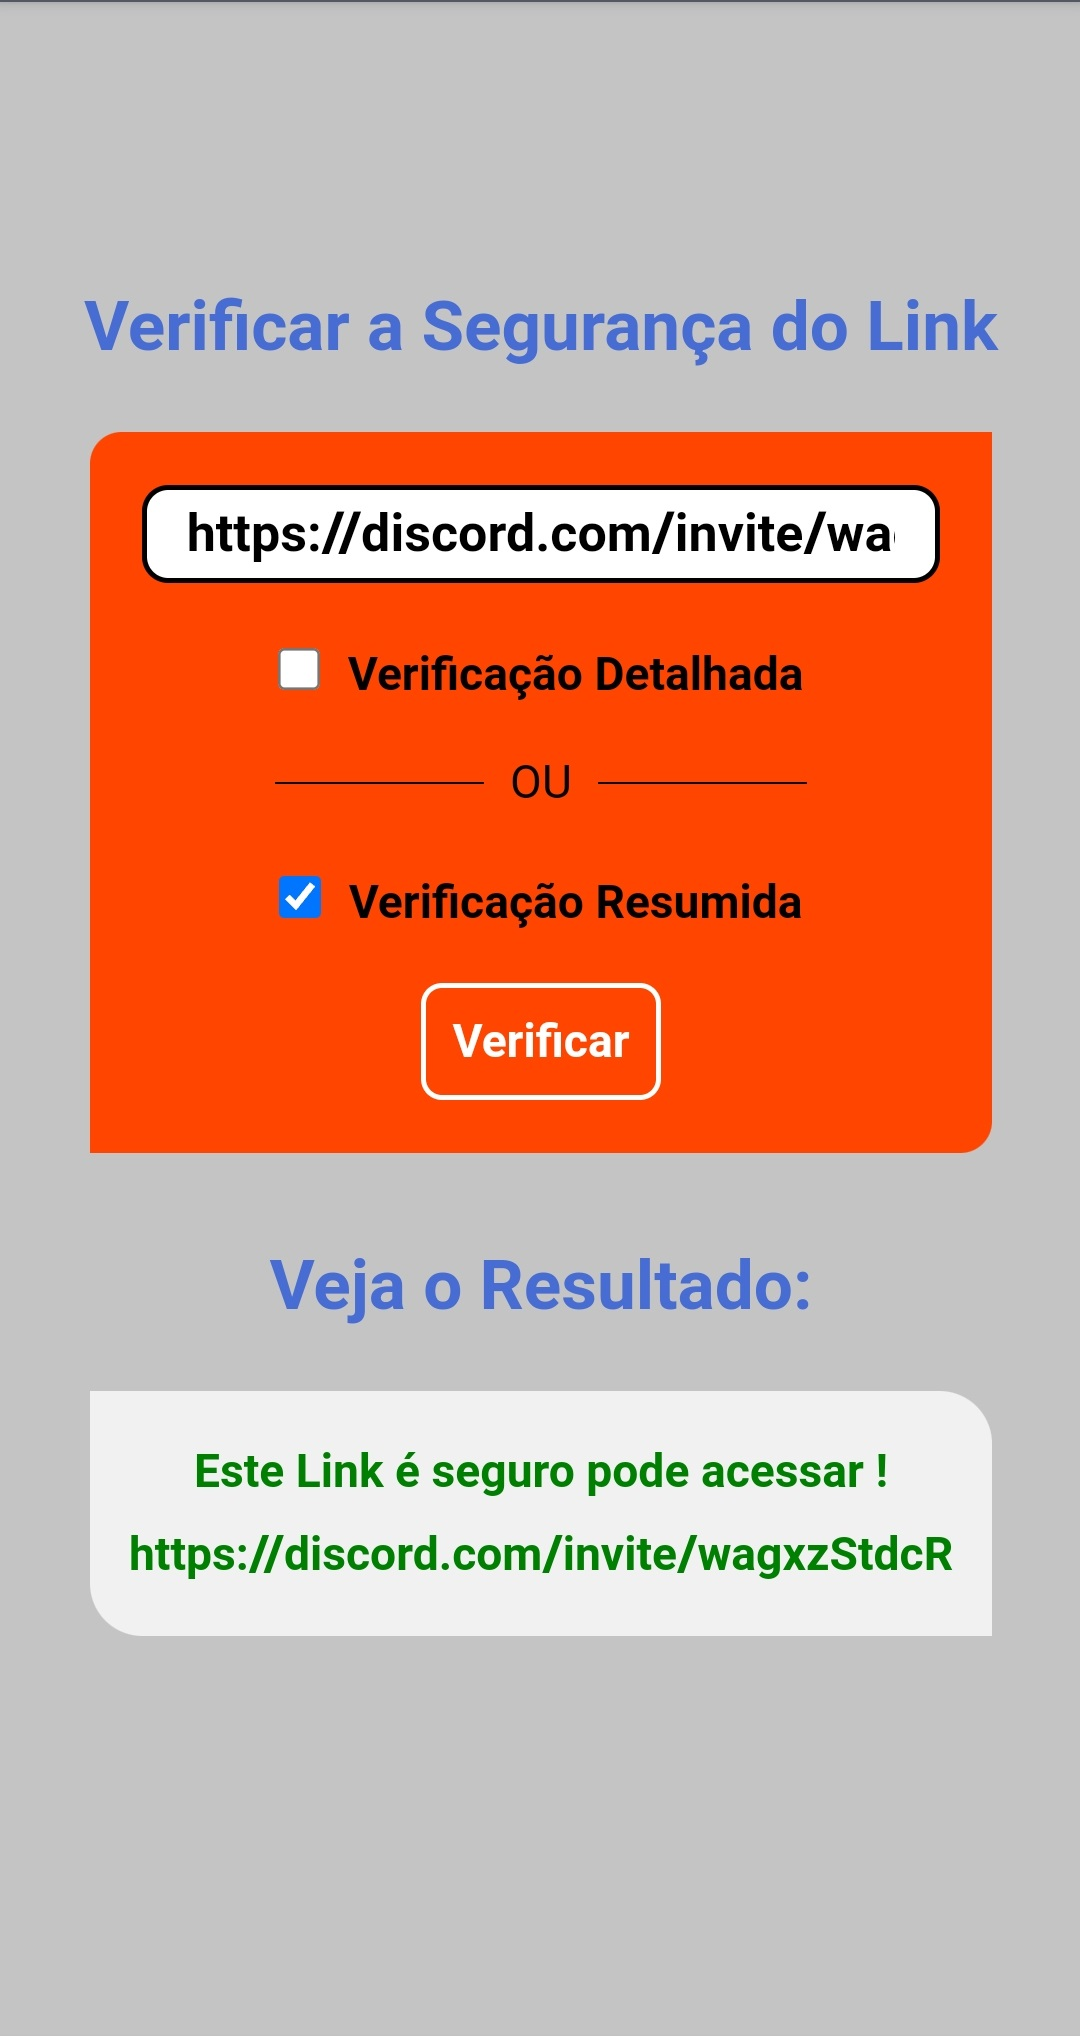 Verificar a Segurança do Link
https://discord.com/invite/wa
Verificação Detalhada
OU
Verificação Resumida
Verificar
Veja o Resultado:
Este Link é seguro pode acessar !
https://discord.com/invite/wagxzStdcR